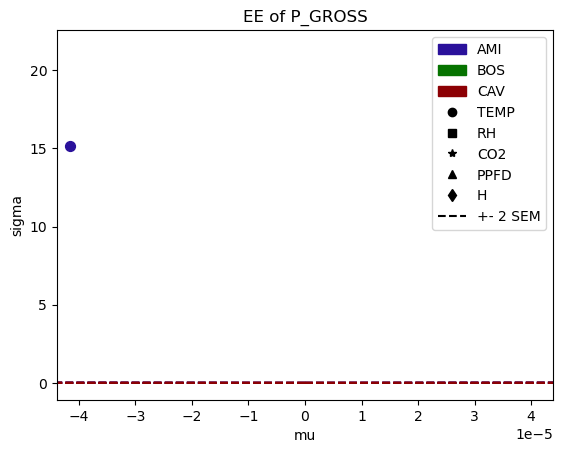 EE of P_GROSS
sigma
20
15
10
5
0
AMI
BOS
CAV
TEMP
RH
CO2
PPFD
H
+- 2 SEM
−4 −3 −2 −1 0 1 2 3 4
1e−5
mu